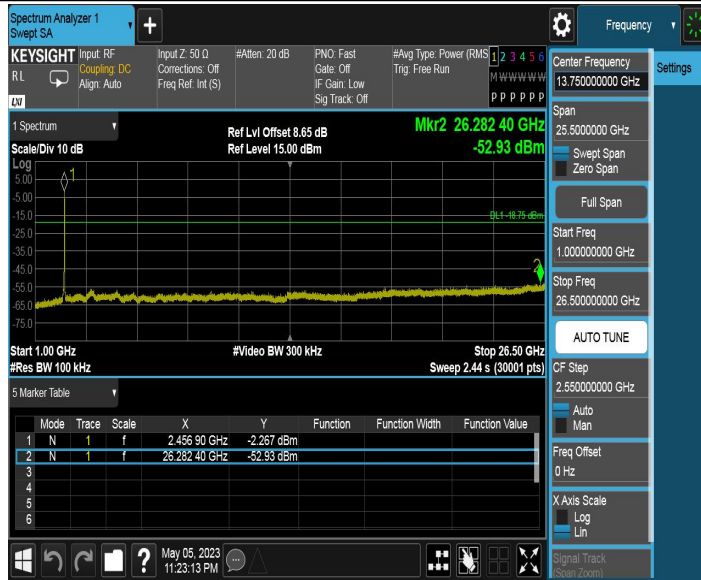 Spectrum Analyzer 1
Swept SA
+
Frequency
KEYSIGHT
RL
LXI
Input: RF
Coupling: DC
Align: Auto
Input Z: 50 Ω
Corrections: Off
Freq Ref: Int (S)
#Atten: 20 dB
PNO: Fast
Gate: Off
IF Gain: Low
Sig Track: Off
#Avg Type: Power (RMS
Trig: Free Run
1 2 3 4 5 6
M W W W W W
P P P P P P
Center Frequency
13.750000000 GHz
Settings
Span
25.5000000 GHz
Swept Span
Zero Span
Full Span
Start Freq
1.000000000 GHz
Stop Freq
26.500000000 GHz
AUTO TUNE
CF Step
2.550000000 GHz
Auto
Man
Freq Offset
0 Hz
X Axis Scale
Log
Lin
Signal Track
(Span Zoom)
1 Spectrum
Scale/Div 10 dB
Ref Lvl Offset 8.65 dB
Ref Level 15.00 dBm
Mkr2 26.282 40 GHz
-52.93 dBm
Log
5.00
-5.00
-15.0
-25.0
-35.0
-45.0
-55.0
-65.0
-75.0
1
DL1 -18.75 dBm
2
Start 1.00 GHz
#Res BW 100 kHz
#Video BW 300 kHz
Stop 26.50 GHz
Sweep 2.44 s (30001 pts)
5 Marker Table
Mode Trace Scale X Y Function Function Width Function Value
1 N 1 f 2.456 90 GHz -2.267 dBm
2 N 1 f 26.282 40 GHz -52.93 dBm
3
4
5
6
?
May 05, 2023
11:23:13 PM